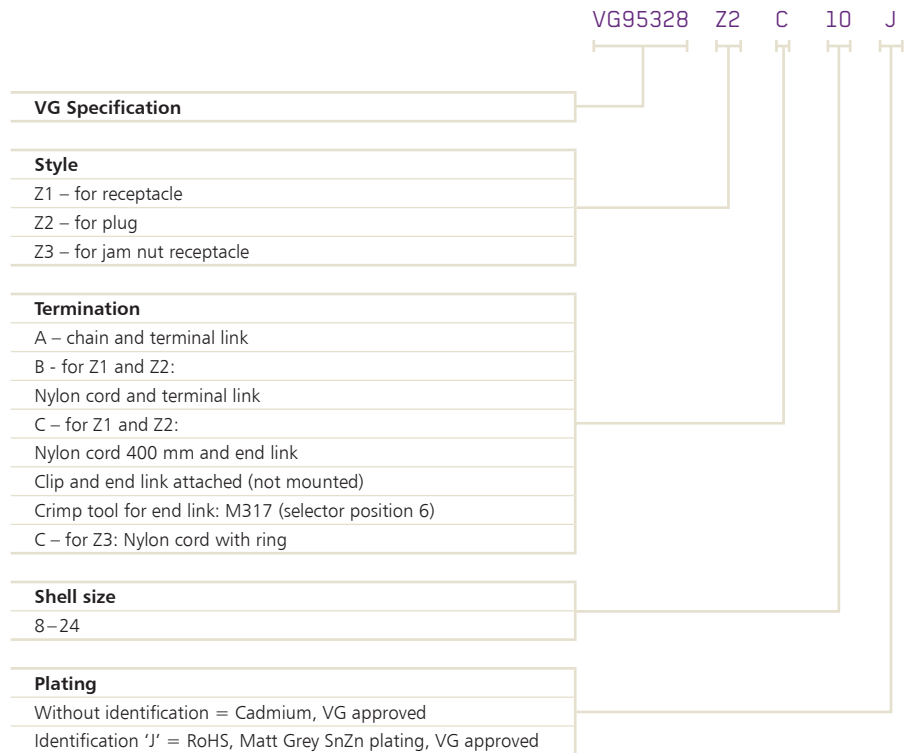 VG95328 Z2 C 10 J
VG Specification
Style
Z1 – for receptacle
Z2 – for plug
Z3 – for jam nut receptacle
Termination
A – chain and terminal link
B - for Z1 and Z2:
Nylon cord and terminal link
C – for Z1 and Z2:
Nylon cord 400 mm and end link
Clip and end link attached (not mounted)
Crimp tool for end link: M317 (selector position 6)
C – for Z3: Nylon cord with ring
Shell size
8–24
Plating
Without identification = Cadmium, VG approved
Identification ‘J’ = RoHS, Matt Grey SnZn plating, VG approved